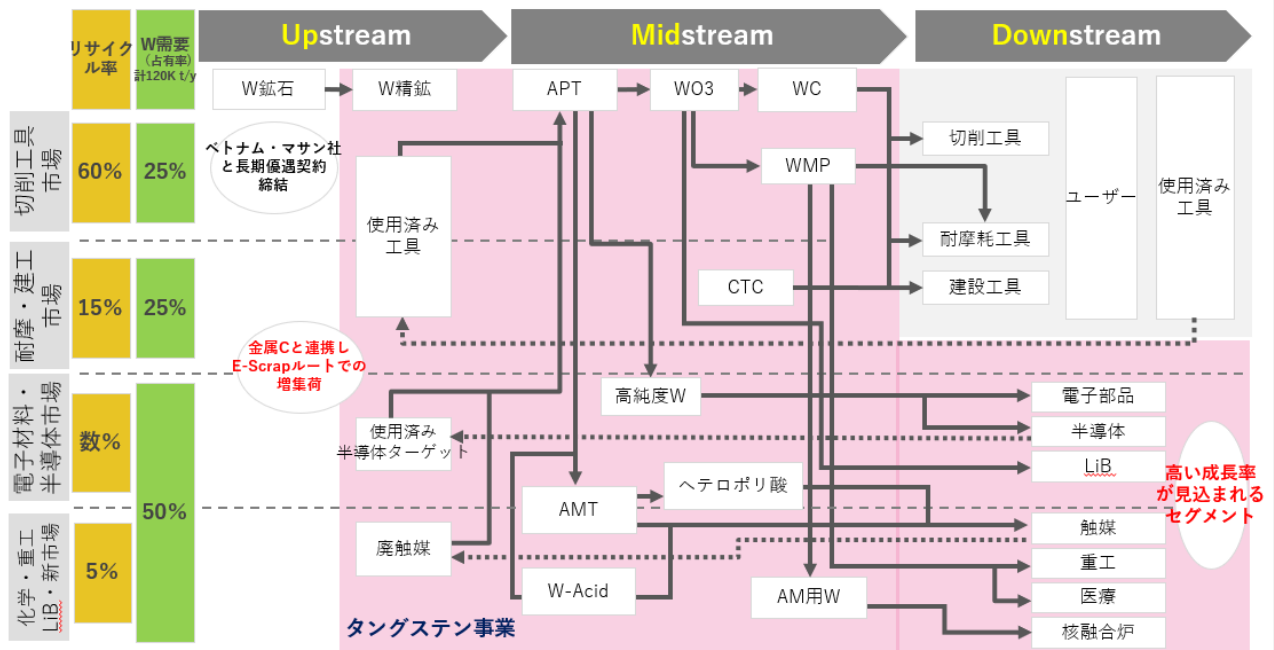 リサイク
ル率
W需要
（占有率）
計120K t/y
Upstream
Midstream
Downstream
W鉱石
W精鉱
APT
WO3
WC
切削工具
市場
60%
25%
ベトナム・マサン社
と長期優遇契約
締結
使用済み
工具
WMP
切削工具
ユーザー
使用済み
工具
耐摩耗工具
耐摩・建工
市場
15%
25%
CTC
建設工具
金属Cと連携し
E-Scrapルートでの
増集荷
電子材料・
半導体市場
数%
50%
高純度W
電子部品
使用済み
半導体ターゲット
半導体
LiB
ヘテロポリ酸
高い成長率
が見込まれる
セグメント
化学・重工
LiB・新市場
5%
AMT
触媒
廃触媒
重工
W-Acid
AM用W
医療
核融合炉
タングステン事業